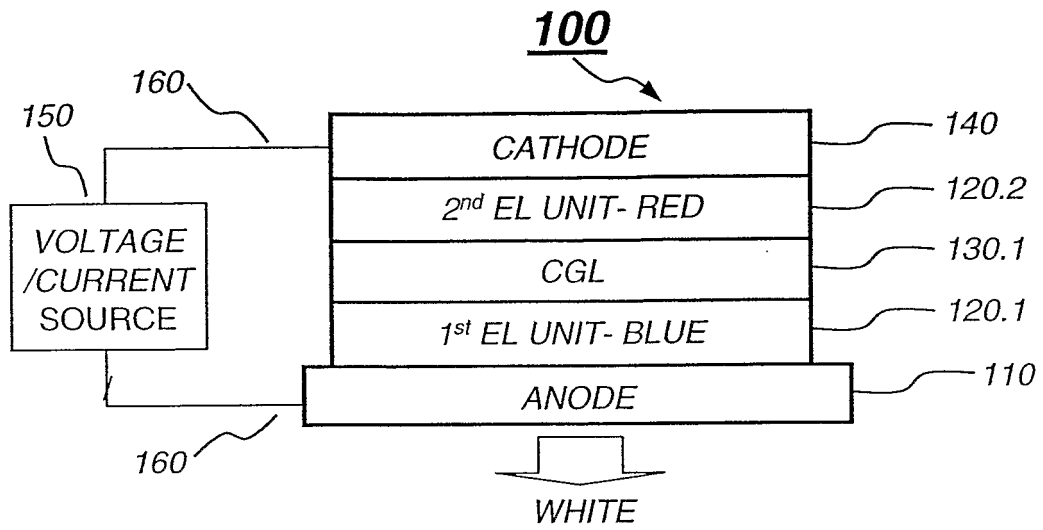 100
160
150
140
CATHODE
120.2
2nd EL UNIT- RED
VOLTAGE
/CURRENT
SOURCE
130.1
CGL
120.1
1st EL UNIT- BLUE
110
ANODE
160
WHITE